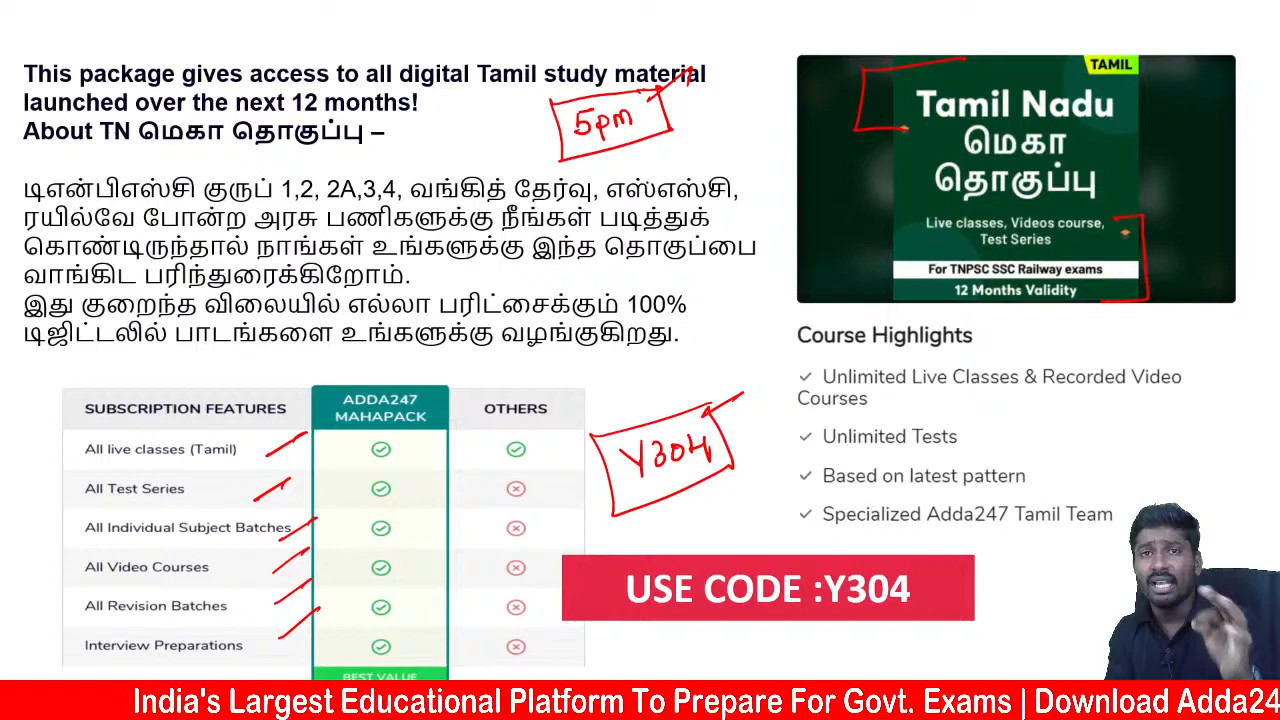 This package gives access to all digital Tamil study material
launched over the next 12 months!
About TN மெகா தொகுப்பு –
5pm
டிஎன்பிஎஸ்சி குருப் 1,2, 2A,3,4, வங்கித் தேர்வு, எஸ்எஸ்சி,
ரயில்வே போன்ற அரசு பணிகளுக்கு நீங்கள் படித்துக்
கொண்டிருந்தால் நாங்கள் உங்களுக்கு இந்த தொகுப்பை
வாங்கிட பரிந்துரைக்கிறோம்.
இது குறைந்த விலையில் எல்லா பரிட்சைக்கும் 100%
டிஜிட்டலில் பாடங்களை உங்களுக்கு வழங்குகிறது.
TAMIL
Tamil Nadu
மெகா
தொகுப்பு
Live classes, Videos course,
Test Series
For TNPSC SSC Railway exams
12 Months Validity
Course Highlights
Unlimited Live Classes & Recorded Video
Courses
Unlimited Tests
Based on latest pattern
Specialized Adda247 Tamil Team
SUBSCRIPTION FEATURES ADDA247 MAHAPACK OTHERS
All live classes (Tamil)
All Test Series
All Individual Subject Batches
All Video Courses
All Revision Batches
Interview Preparations
BEST VALUE
Y304
USE CODE :Y304
India's Largest Educational Platform To Prepare For Govt. Exams | Download Adda24